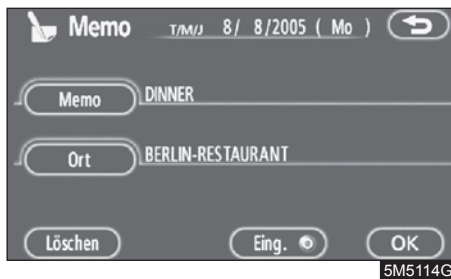 Memo T/M/J 8/ 8/2005 ( Mo )
Memo DINNER
Ort BERLIN-RESTAURANT
Löschen Eing. OK
5M5114G